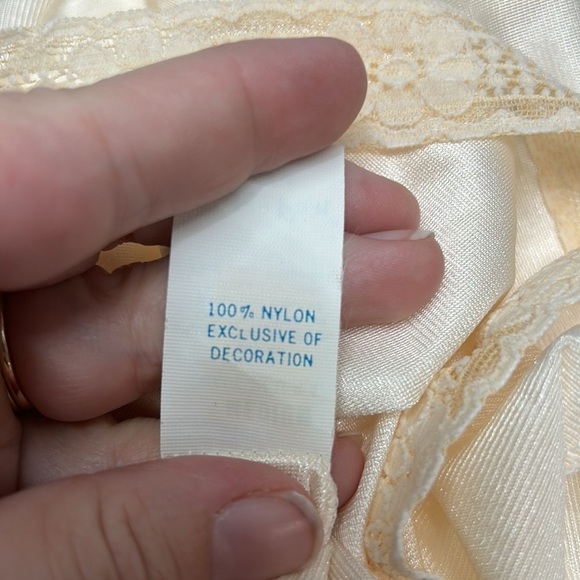 100% NYLON
EXCLUSIVE OF
DECORATION